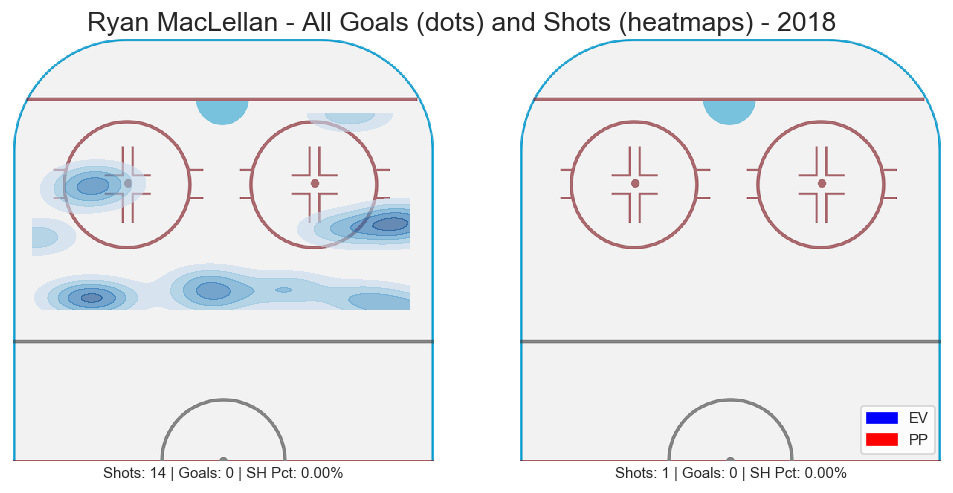 Ryan MacLellan - All Goals (dots) and Shots (heatmaps) - 2018
EV
PP
Shots: 14 | Goals: 0 | SH Pct: 0.00%
Shots: 1 | Goals: 0 | SH Pct: 0.00%